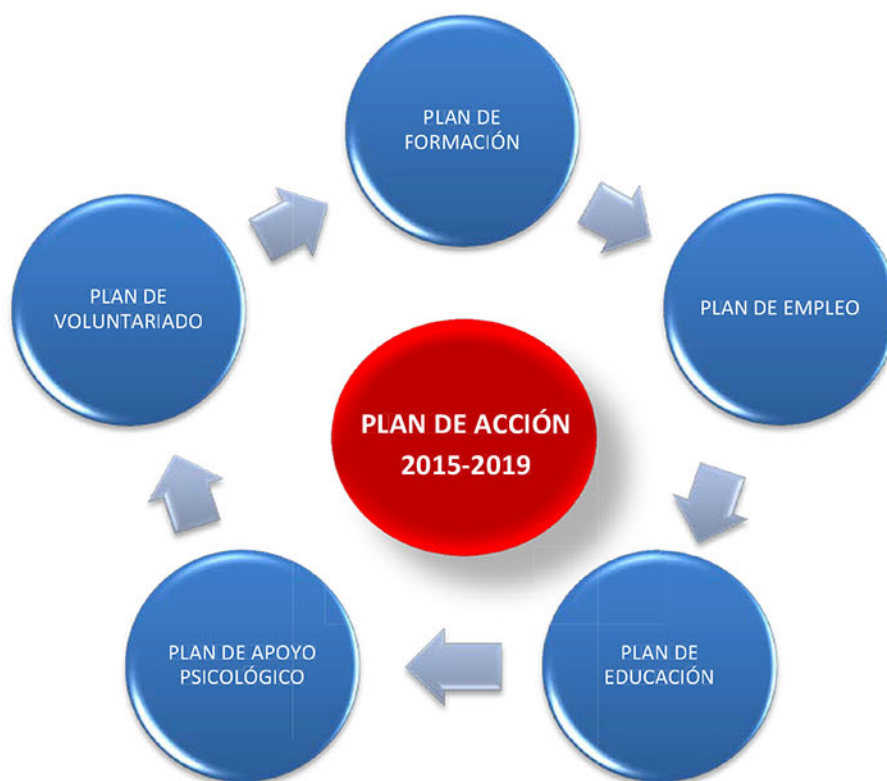 PLAN DE
FORMACIÓN
PLAN DE EMPLEO
PLAN DE
EDUCACIÓN
PLAN DE APOYO
PSICOLÓGICO
PLAN DE
VOLUNTARIADO
PLAN DE ACCIÓN
2015-2019